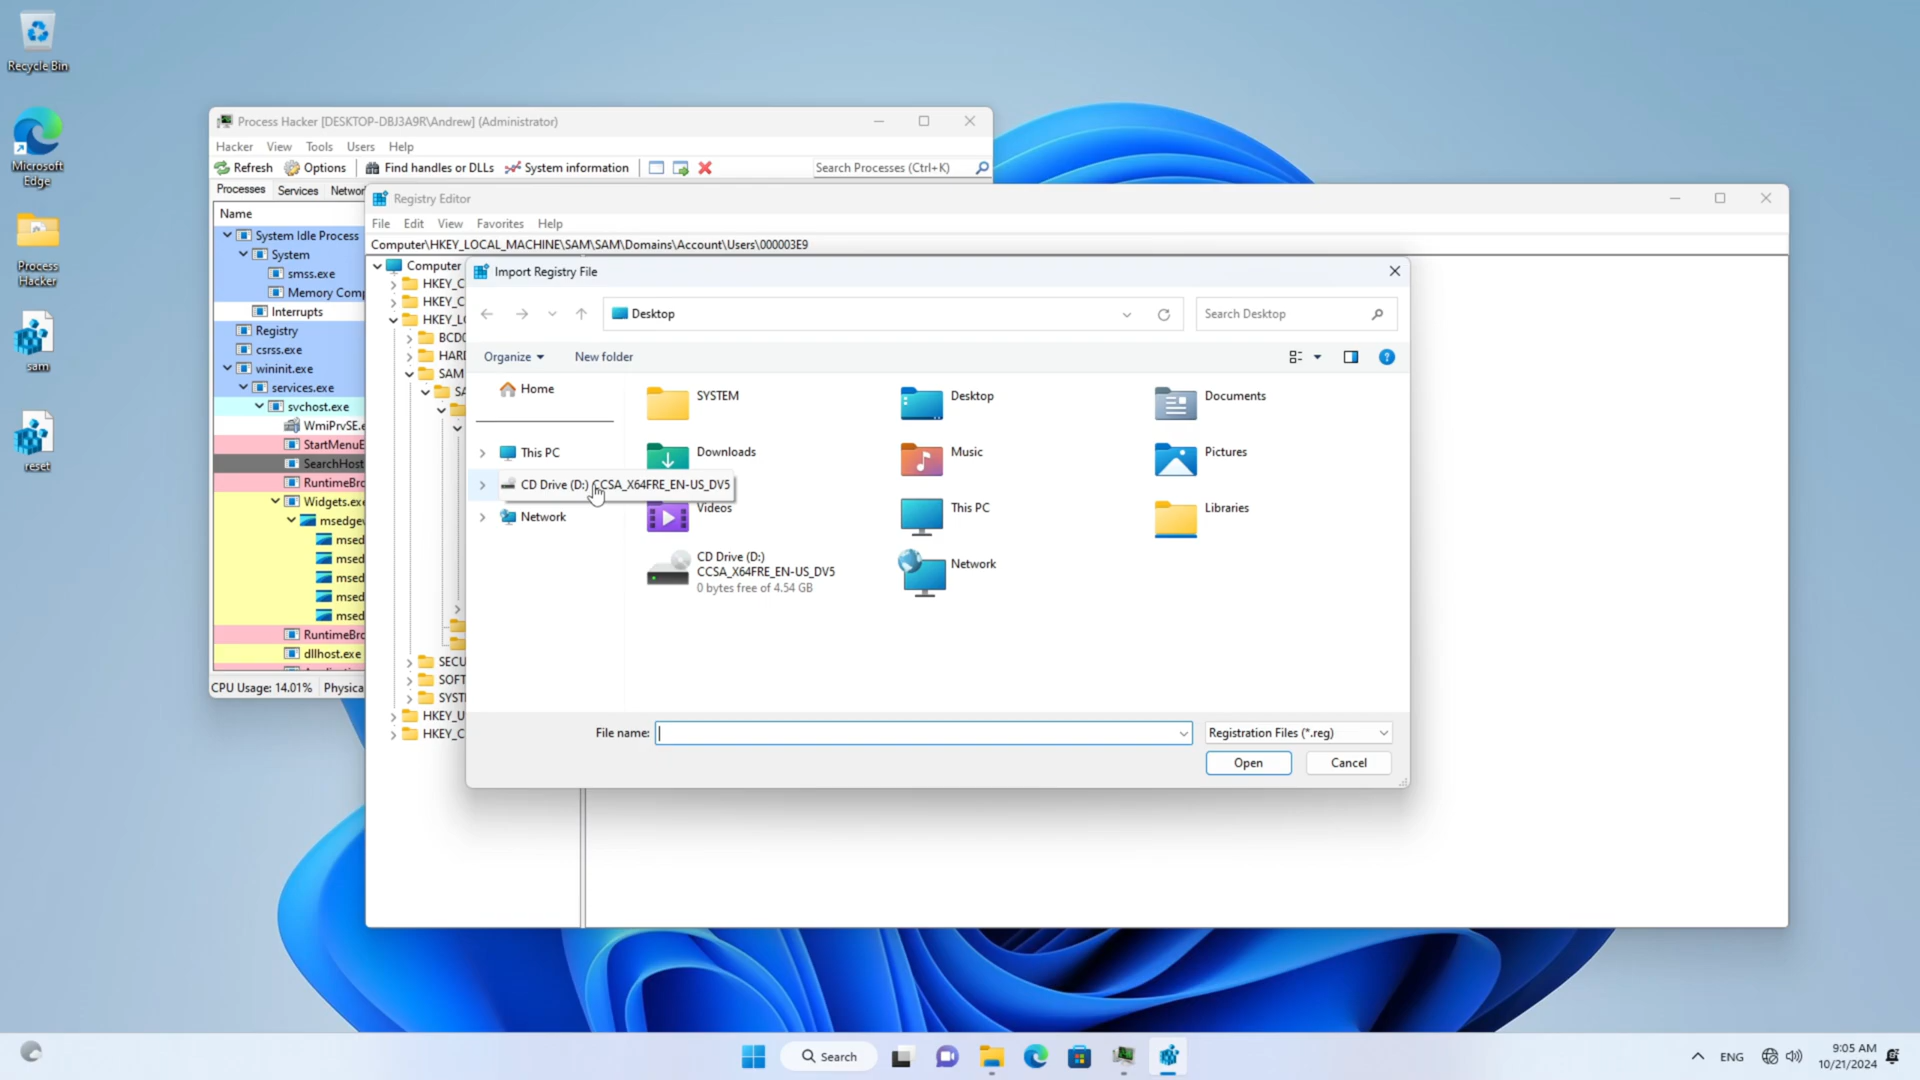 Recycle Bin
Microsoft
Edge
Process
Hacker
sam
reset
Process Hacker [DESKTOP-DBJ3A9R\Andrew] (Administrator)
Hacker View Tools Users Help
Refresh Options Find handles or DLLs System information Search Processes (Ctrl+K)
Processes Services
Name
System Idle Process
System
smss.exe
Interrupts
Registry
csrss.exe
wininit.exe
services.exe
svchost.exe
WmiPrvSE.e
StartMenuE
SearchHost
RuntimeBro
Widgets.exe
msedgew
msed
msed
msed
msed
msed
RuntimeBro
dllhost.exe
CPU Usage: 14.01% Physica
Registry Editor
File Edit View Favorites Help
Computer\HKEY_LOCAL_MACHINE\SAM\SAM\Domains\Account\Users\000003E9
Computer
HKEY_C
HKEY_C
HKEY_LO
BCD0
HARD
SAM
SA
SECU
SOFT
SYSTE
HKEY_U
HKEY_C
Import Registry File
Desktop
Search Desktop
Organize New folder
Home
This PC
CD Drive (D:) CCSA_X64FRE_EN-US_DV5
Network
SYSTEM
Desktop
Documents
Downloads
Music
Pictures
Videos
This PC
Libraries
CD Drive (D:)
CCSA_X64FRE_EN-US_DV5
0 bytes free of 4.54 GB
Network
File name:
Registration Files (*.reg)
Open
Cancel
Search
ENG
9:05 AM
10/21/2024